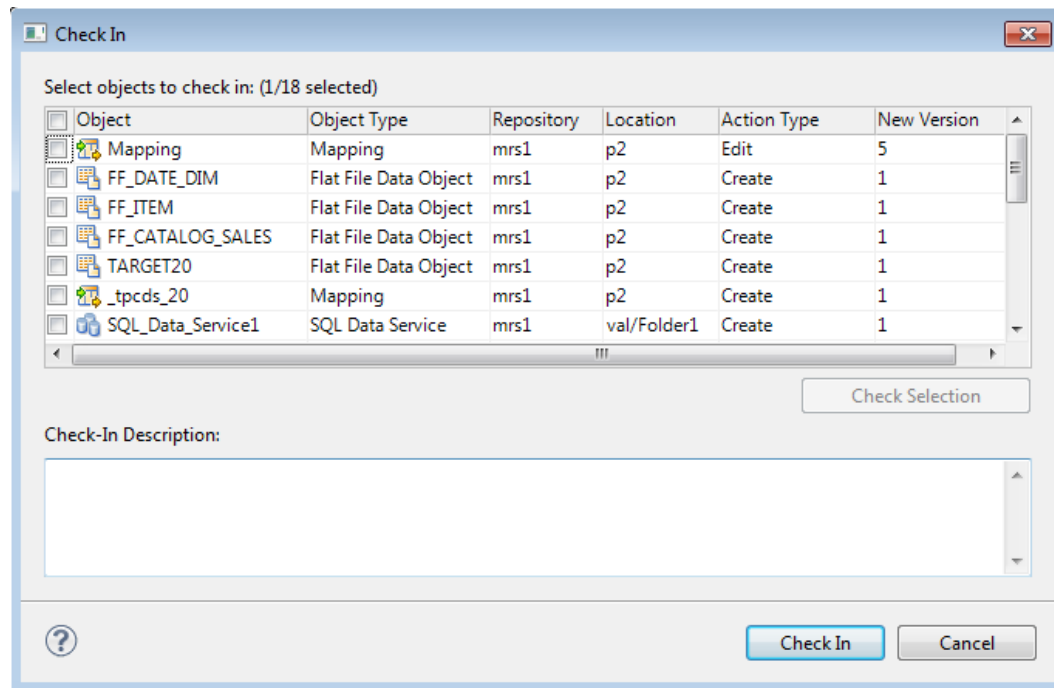 Check In
Select objects to check in: (1/18 selected)
Object Object Type Repository Location Action Type New Version
Mapping Mapping mrs1 p2 Edit 5
FF_DATE_DIM Flat File Data Object mrs1 p2 Create 1
FF_ITEM Flat File Data Object mrs1 p2 Create 1
FF_CATALOG_SALES Flat File Data Object mrs1 p2 Create 1
TARGET20 Flat File Data Object mrs1 p2 Create 1
_tpcds_20 Mapping mrs1 p2 Create 1
SQL_Data_Service1 SQL Data Service mrs1 val/Folder1 Create 1
Check Selection
Check-In Description:
? Check In Cancel